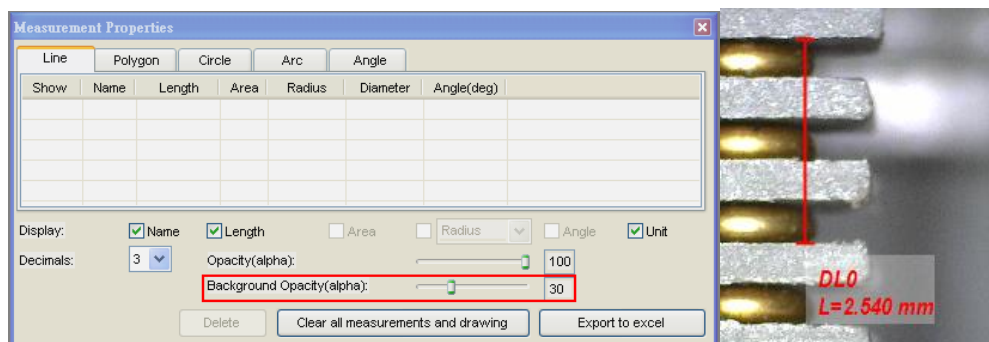 Measurement Properties
Line Polygon Circle Arc Angle
Show Name Length Area Radius Diameter Angle(deg)
Display: Name Length Area Radius Angle Unit
Decimals: 3 Opacity(alpha): 100
Background Opacity(alpha): 30
Delete Clear all measurements and drawing Export to excel
DL0
L=2.540 mm